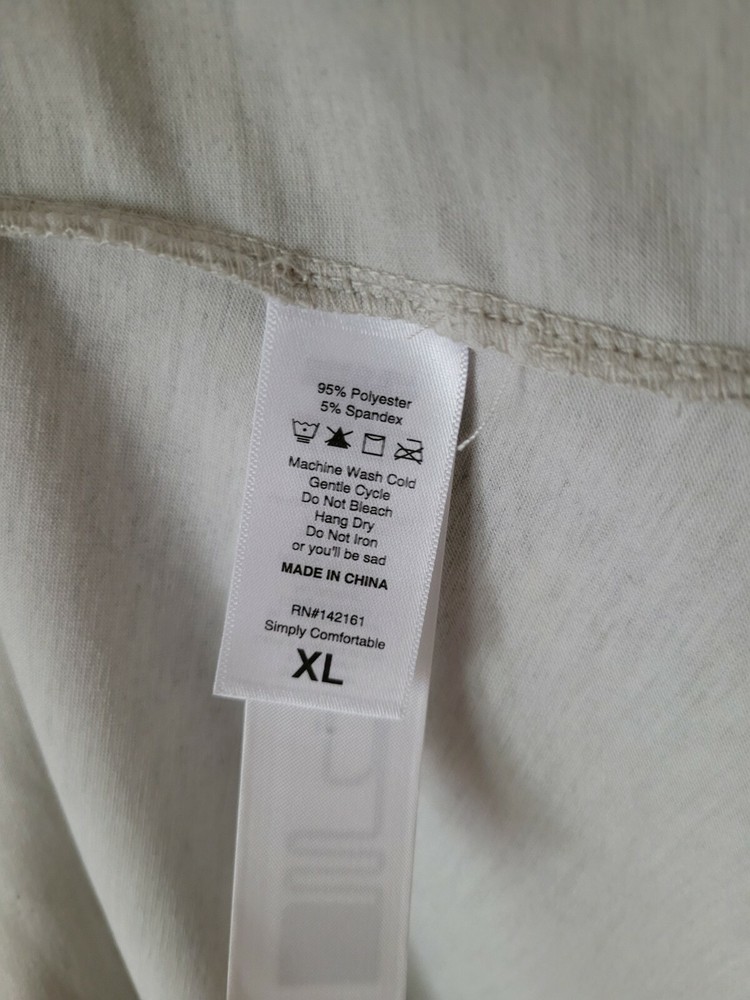 95% Polyester
5% Spandex
Machine Wash Cold
Gentle Cycle
Do Not Bleach
Hang Dry
Do Not Iron
or you'll be sad
MADE IN CHINA
RN#142161
Simply Comfortable
XL